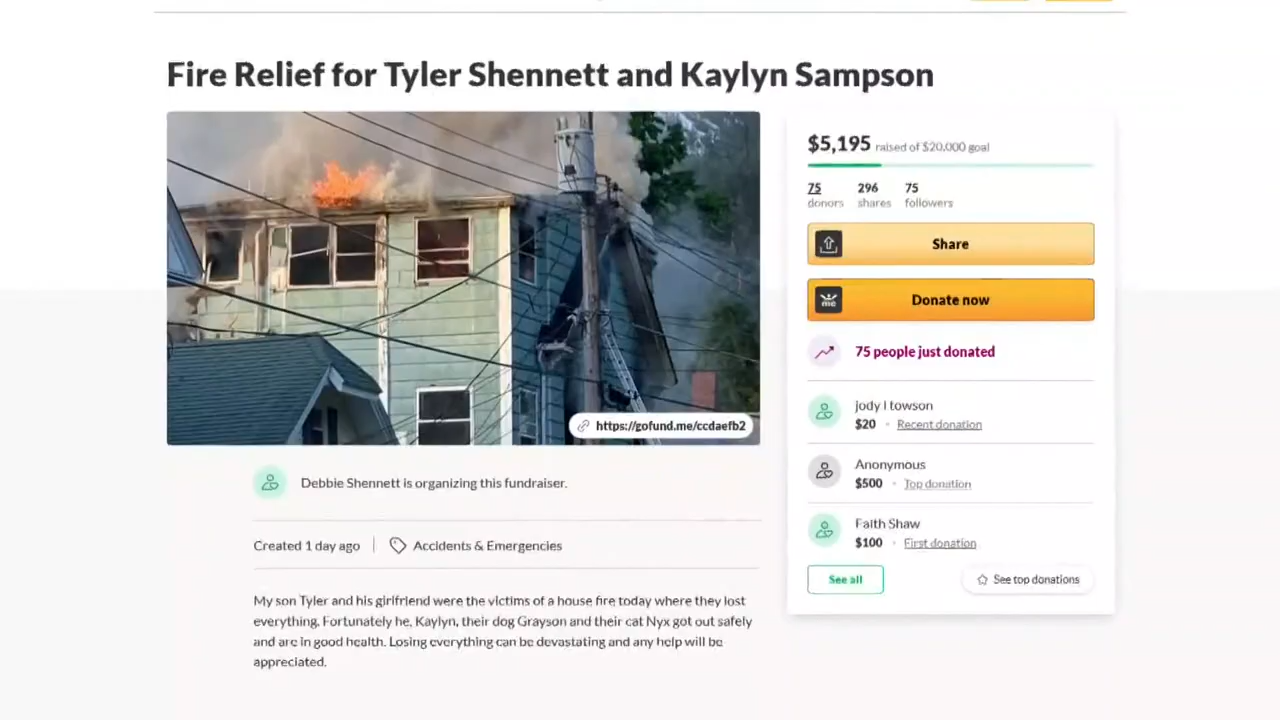 Fire Relief for Tyler Shennett and Kaylyn Sampson
https://gofund.me/ccdaefb2
Debbie Shennett is organizing this fundraiser.
Created 1 day ago
Accidents & Emergencies
My son Tyler and his girlfriend were the victims of a house fire today where they lost
everything. Fortunately he, Kaylyn, their dog Grayson and their cat Nyx got out safely
and are in good health. Losing everything can be devastating and any help will be
appreciated.
$5,195 raised of $20,000 goal
75 296 75
donors shares followers
Share
me Donate now
75 people just donated
jody l towson
$20 · Recent donation
Anonymous
$500 · Top donation
Faith Shaw
$100 · First donation
See all
See top donations